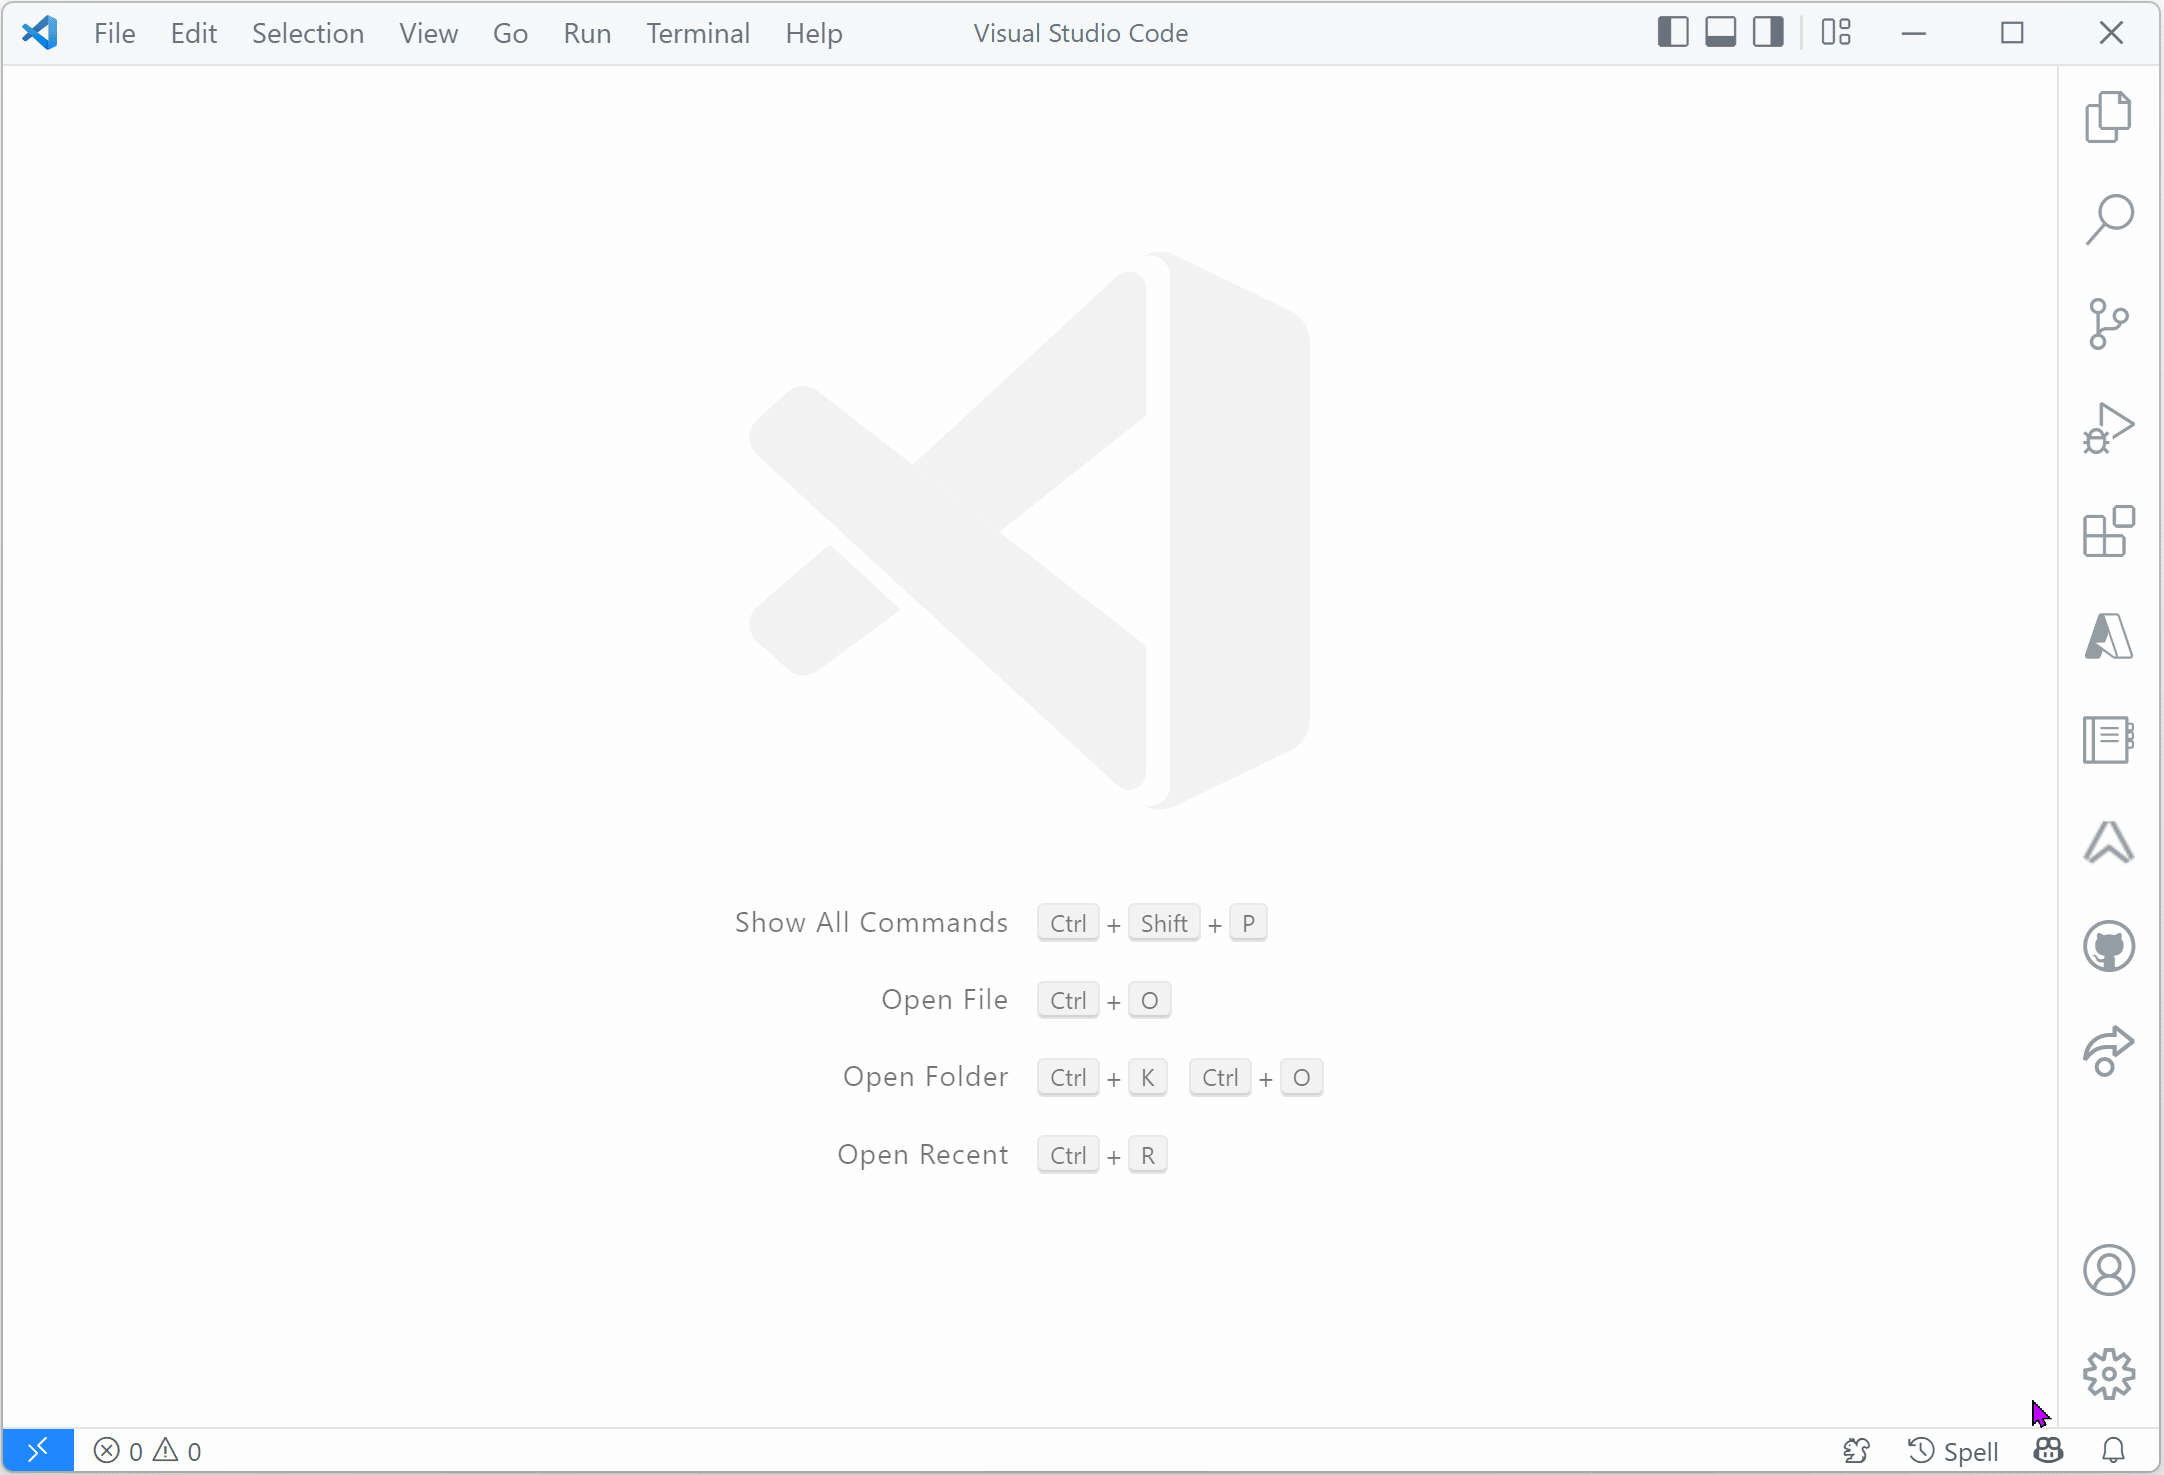 File Edit Selection View Go Run Terminal Help Visual Studio Code
Show All Commands Ctrl + Shift + P
Open File Ctrl + O
Open Folder Ctrl + K Ctrl + O
Open Recent Ctrl + R
0 0 Spell